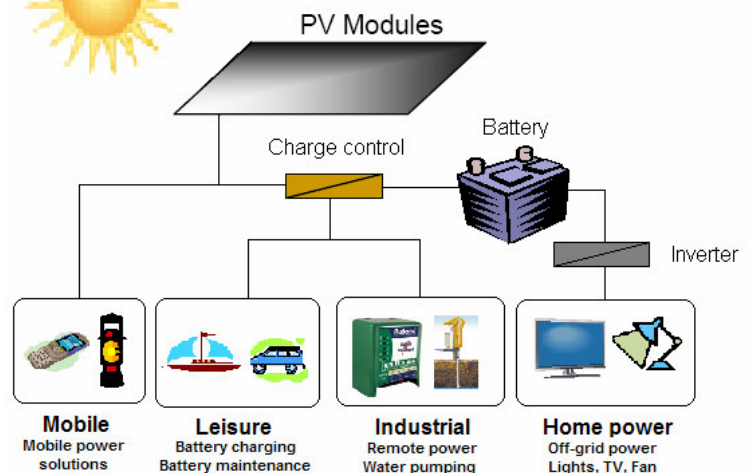 PV Modules
Battery
Charge control
Inverter
Mobile
Mobile power
solutions
Leisure
Battery charging
Battery maintenance
Industrial
Remote power
Water pumping
Home power
Off-grid power
Lights, TV, Fan